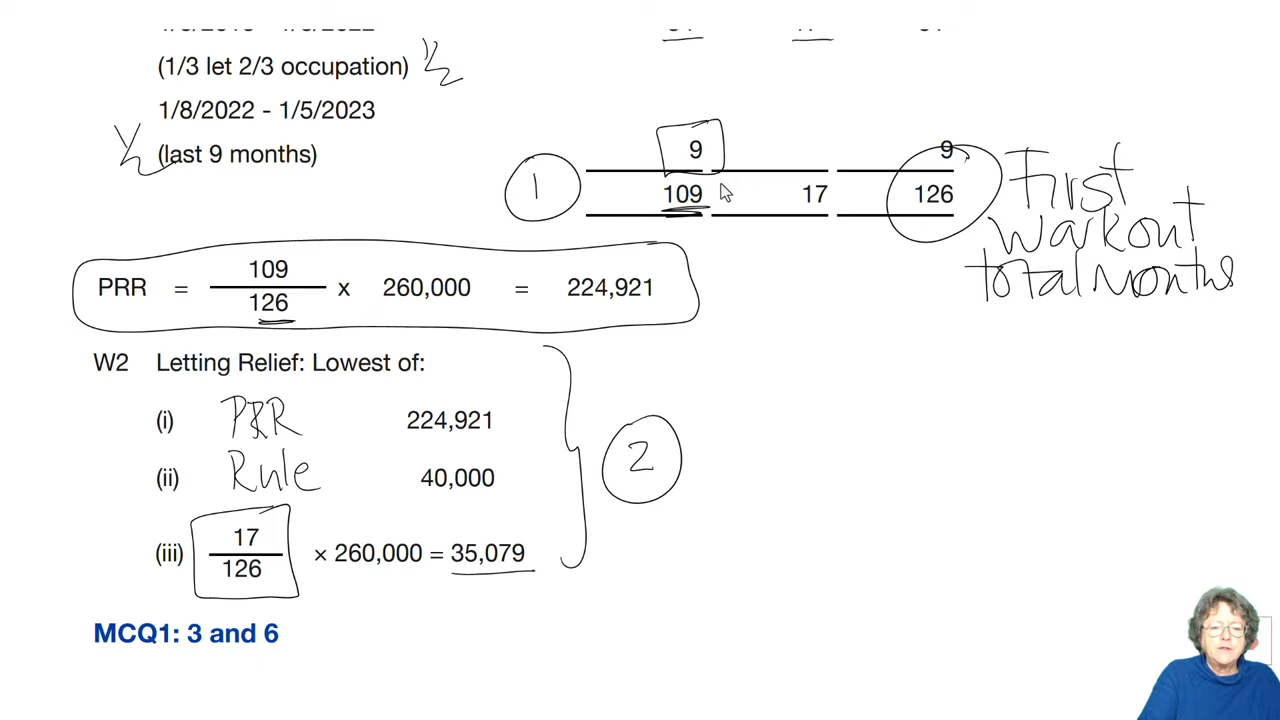 (1/3 let 2/3 occupation) 1/2
1/8/2022 - 1/5/2023
1/2 (last 9 months)
9 9
1 109 17 126
First
workout
total Months
PRR = 109/126 x 260,000 = 224,921
W2 Letting Relief: Lowest of:
(i) PRR 224,921
(ii) Rule 40,000
2
(iii) 17/126 × 260,000 = 35,079
MCQ1: 3 and 6